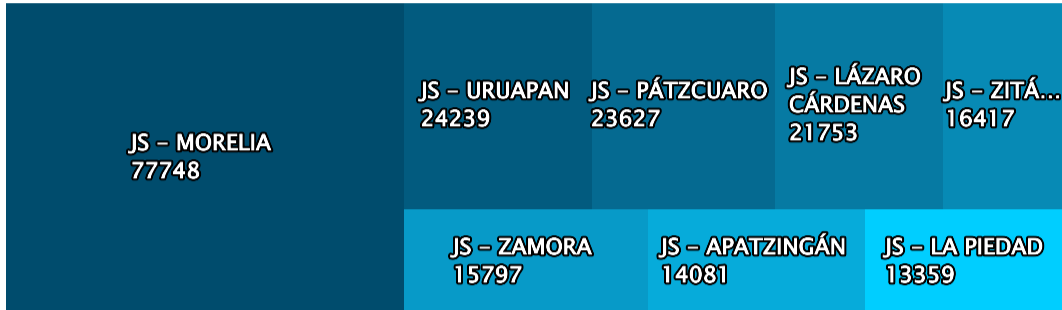 JS – MORELIA
77748
JS – URUAPAN
24239
JS – PÁTZCUARO
23627
JS – LÁZARO
CÁRDENAS
21753
JS – ZITÁ...
16417
JS – ZAMORA
15797
JS – APATZINGÁN
14081
JS – LA PIEDAD
13359